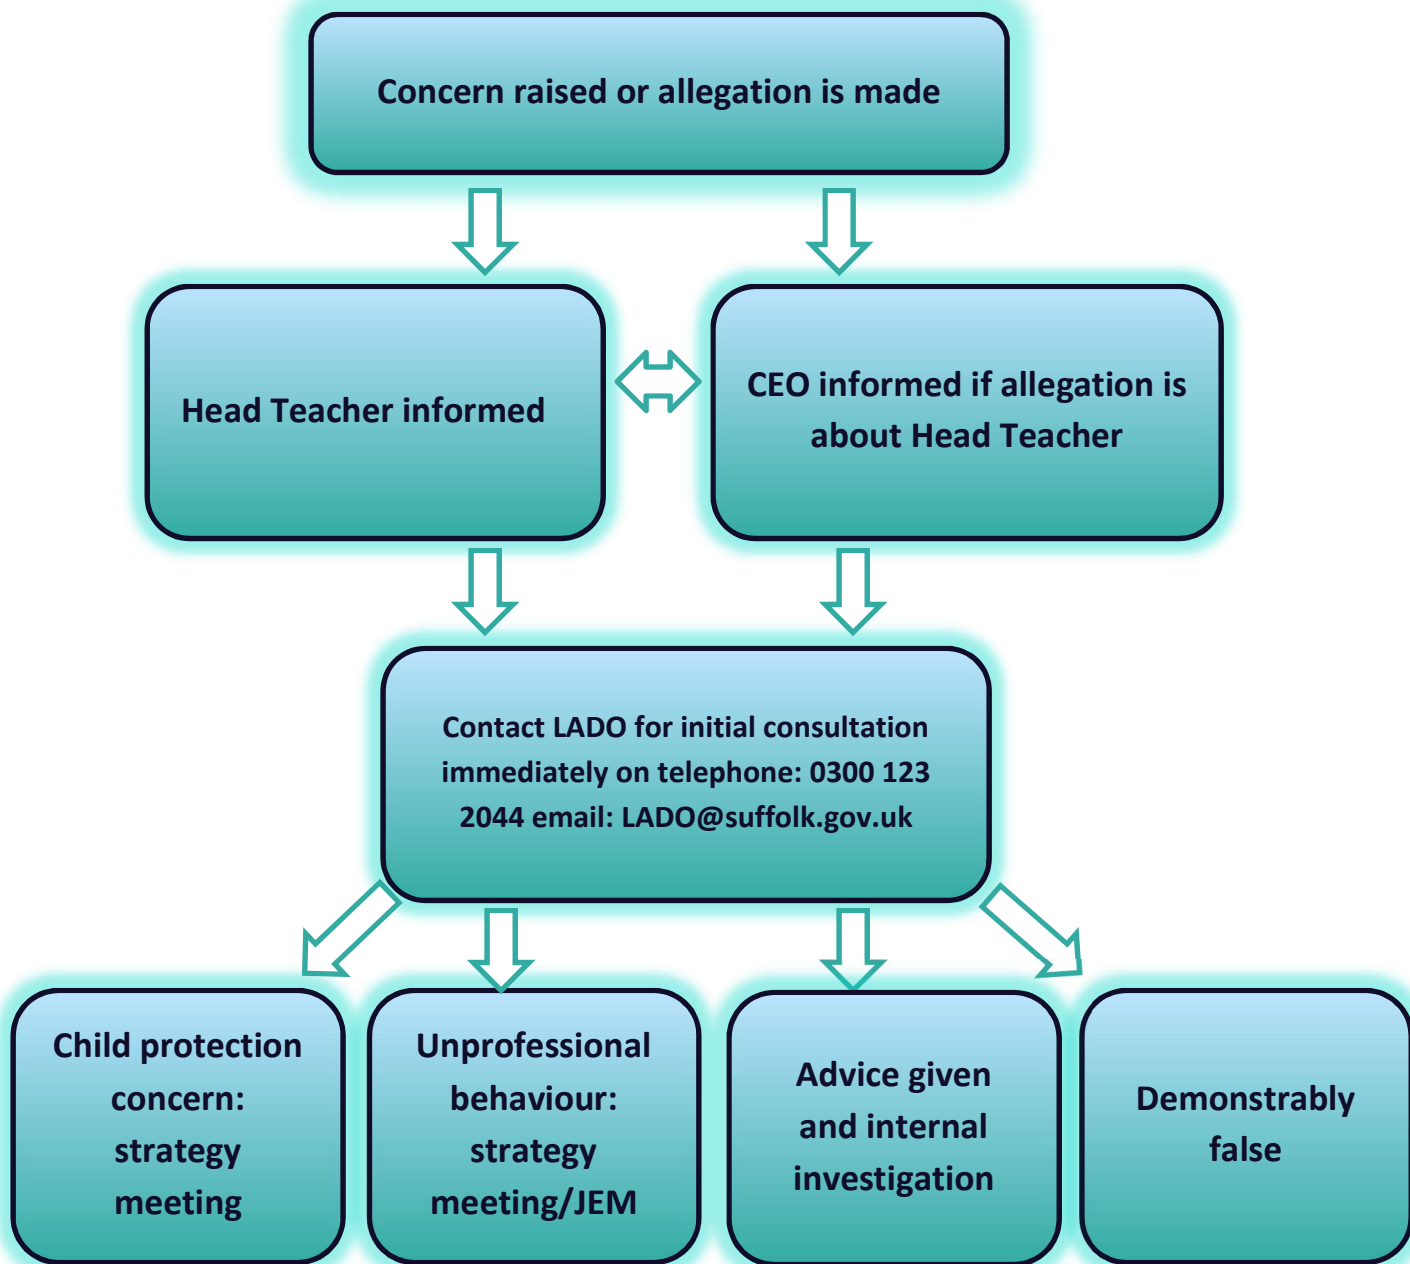 Concern raised or allegation is made
Head Teacher informed
CEO informed if allegation is
about Head Teacher
Contact LADO for initial consultation
immediately on telephone: 0300 123
2044 email: LADO@suffolk.gov.uk
Child protection
concern:
strategy
meeting
Unprofessional
behaviour:
strategy
meeting/JEM
Advice given
and internal
investigation
Demonstrably
false